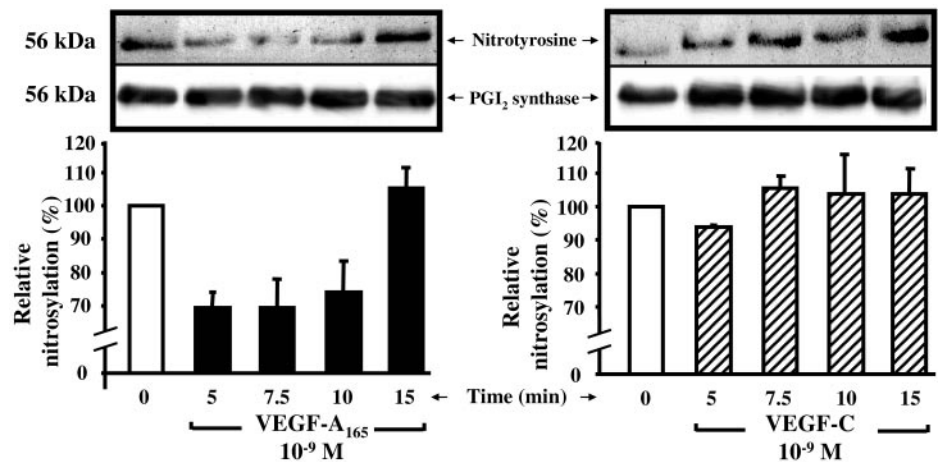 56 kDa
← Nitrotyrosine →
56 kDa
← PGI₂ synthase →
Relative nitrosylation (%)
120
110
100
90
80
70
0
0 5 7.5 10 15
VEGF-A₁₆₅
10⁻⁹ M
← Time (min) →
Relative nitrosylation (%)
120
110
100
90
80
70
0
0 5 7.5 10 15
VEGF-C
10⁻⁹ M